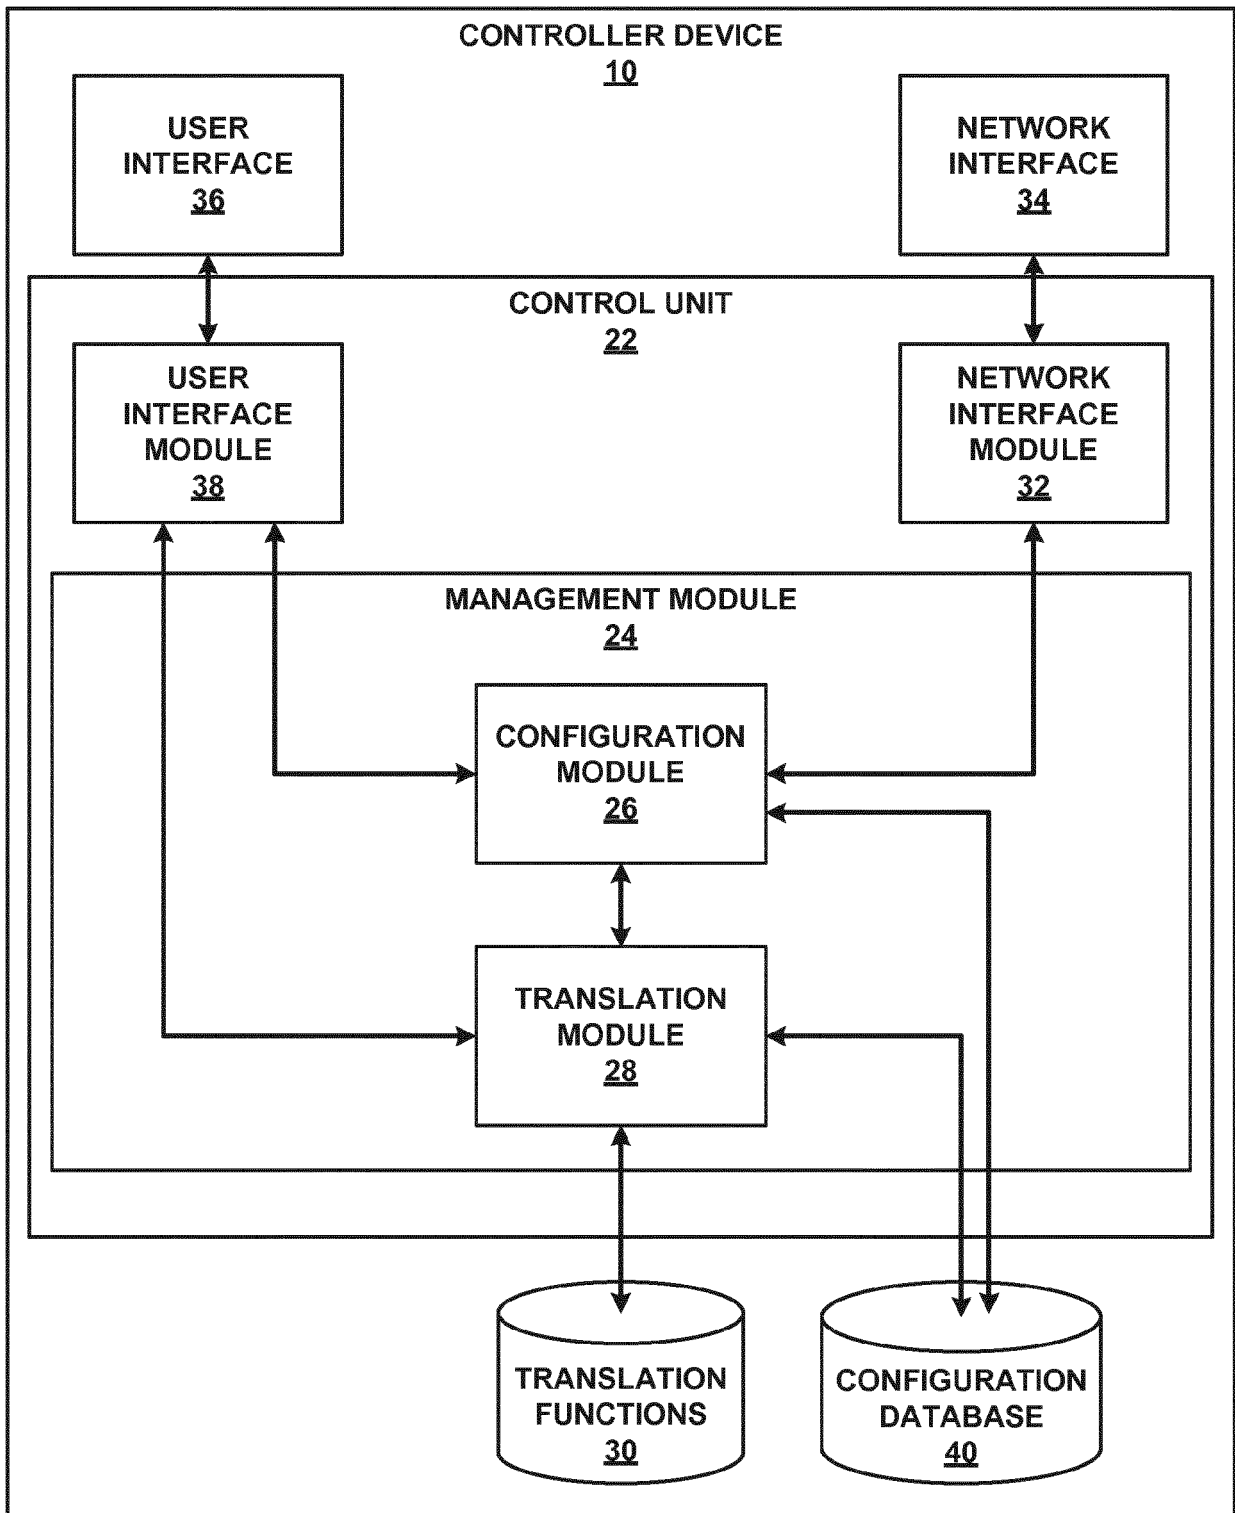 CONTROLLER DEVICE
10
USER
INTERFACE
36
NETWORK
INTERFACE
34
CONTROL UNIT
22
USER
INTERFACE
MODULE
38
NETWORK
INTERFACE
MODULE
32
MANAGEMENT MODULE
24
CONFIGURATION
MODULE
26
TRANSLATION
MODULE
28
TRANSLATION
FUNCTIONS
30
CONFIGURATION
DATABASE
40